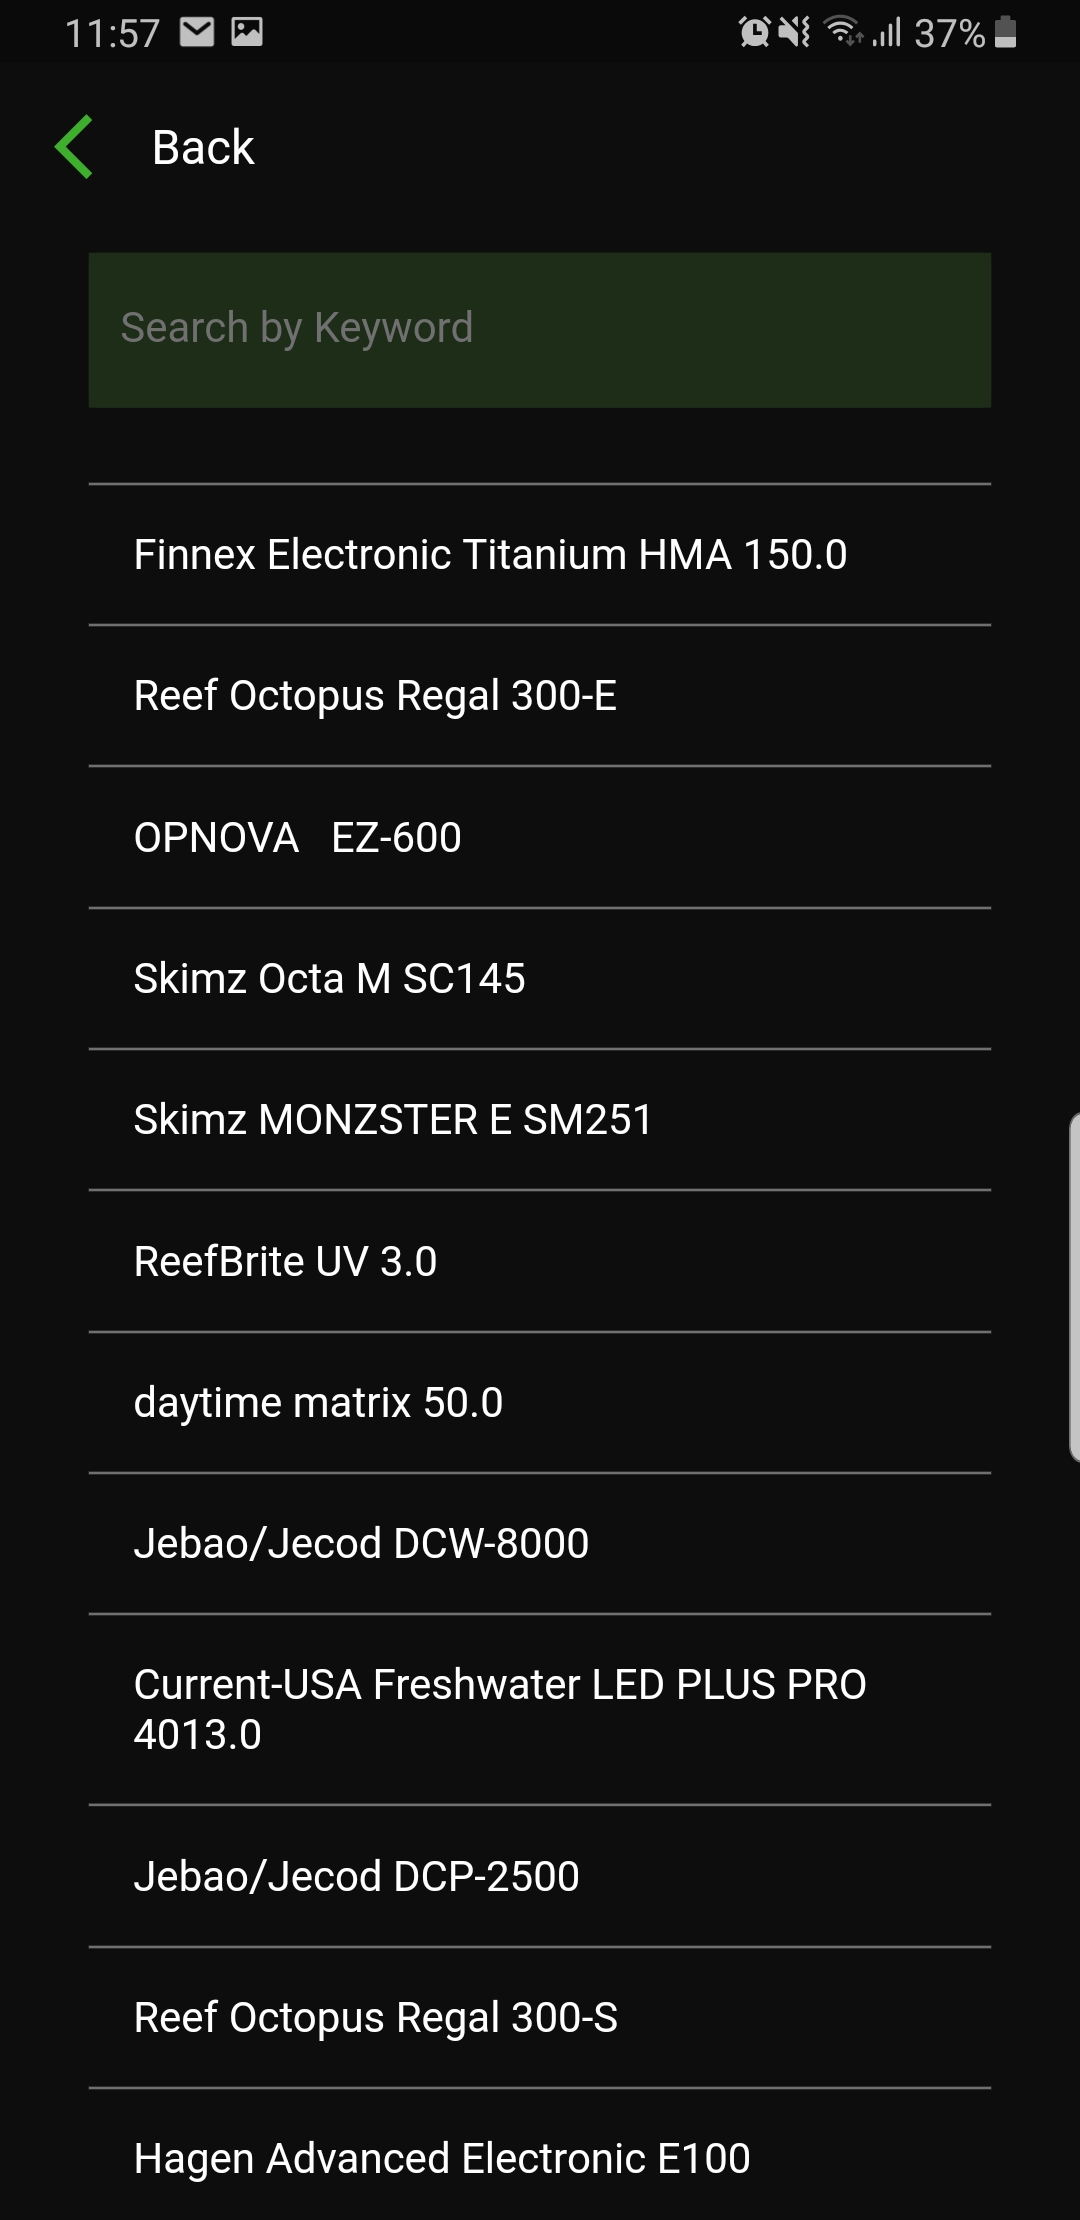 11:57
37%
Back
Search by Keyword
Finnex Electronic Titanium HMA 150.0
Reef Octopus Regal 300-E
OPNOVA   EZ-600
Skimz Octa M SC145
Skimz MONZSTER E SM251
ReefBrite UV 3.0
daytime matrix 50.0
Jebao/Jecod DCW-8000
Current-USA Freshwater LED PLUS PRO
4013.0
Jebao/Jecod DCP-2500
Reef Octopus Regal 300-S
Hagen Advanced Electronic E100